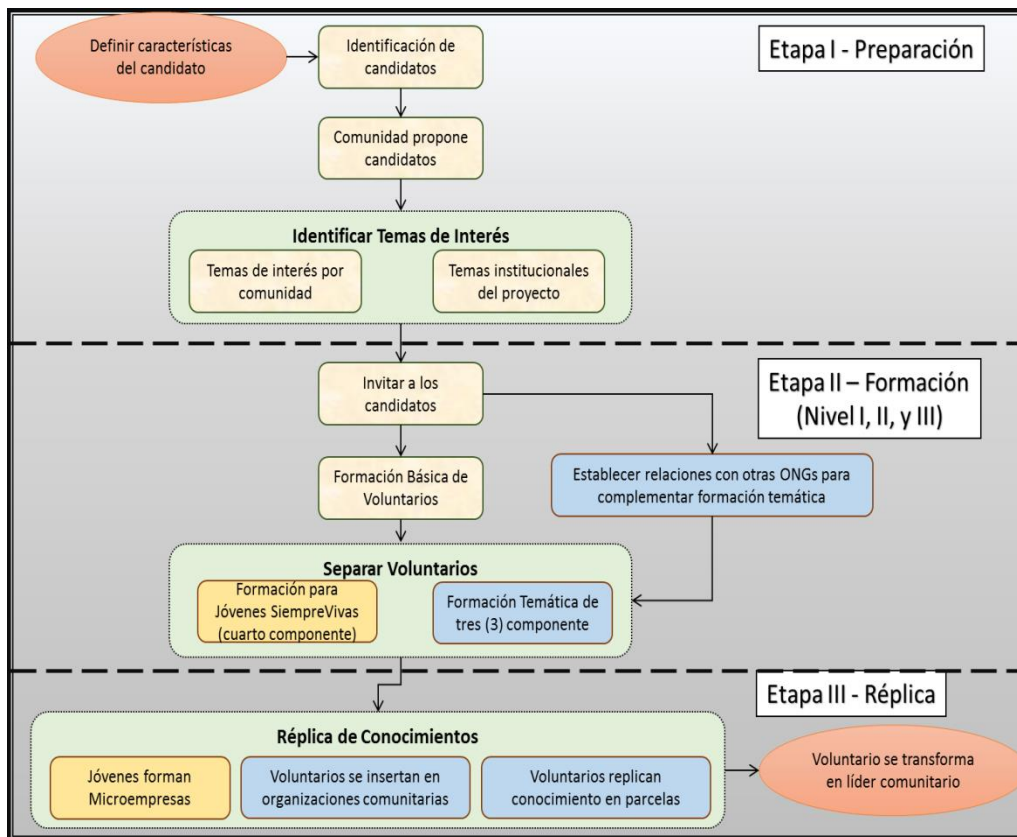 Definir características
del candidato
Identificación de
candidatos
Etapa I - Preparación
Comunidad propone
candidatos
Identificar Temas de Interés
Temas de interés por
comunidad
Temas institucionales
del proyecto
Invitar a los
candidatos
Etapa II – Formación
(Nivel I, II, y III)
Formación Básica de
Voluntarios
Establecer relaciones con otras ONGs para
complementar formación temática
Separar Voluntarios
Formación para
Jóvenes SiempreVivas
(cuarto componente)
Formación Temática de
tres (3) componente
Etapa III - Réplica
Réplica de Conocimientos
Jóvenes forman
Microempresas
Voluntarios se insertan en
organizaciones comunitarias
Voluntarios replican
conocimiento en parcelas
Voluntario se transforma
en líder comunitario